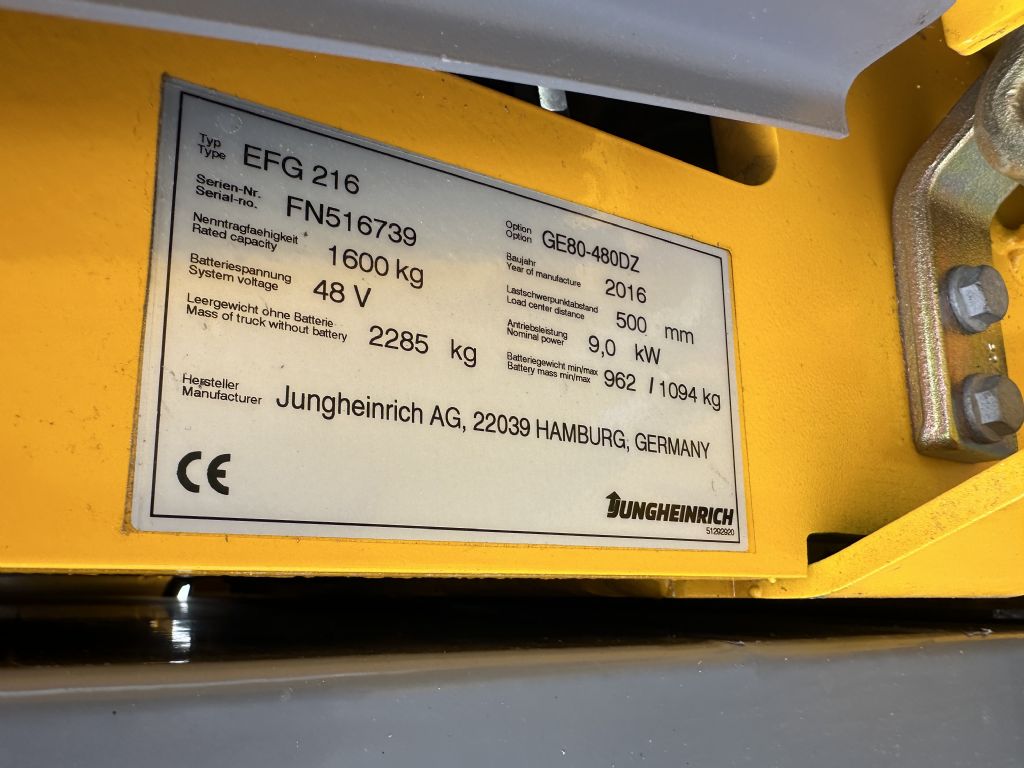 Typ
Type EFG 216
Serien-Nr.
Serial-no. FN516739
Option
Option GE80-480DZ
Nenntragfaehigkeit
Rated capacity 1600 kg
Baujahr
Year of manufacture 2016
Batteriespannung
System voltage 48 V
Lastschwerpunktabstand
Load center distance 500 mm
Leergewicht ohne Batterie
Mass of truck without battery 2285 kg
Antriebsleistung
Nominal power 9,0 kW
Batteriegewicht min/max
Battery mass min/max 962 / 1094 kg
Hersteller
Manufacturer Jungheinrich AG, 22039 HAMBURG, GERMANY
CE
JUNGHEINRICH
51292920